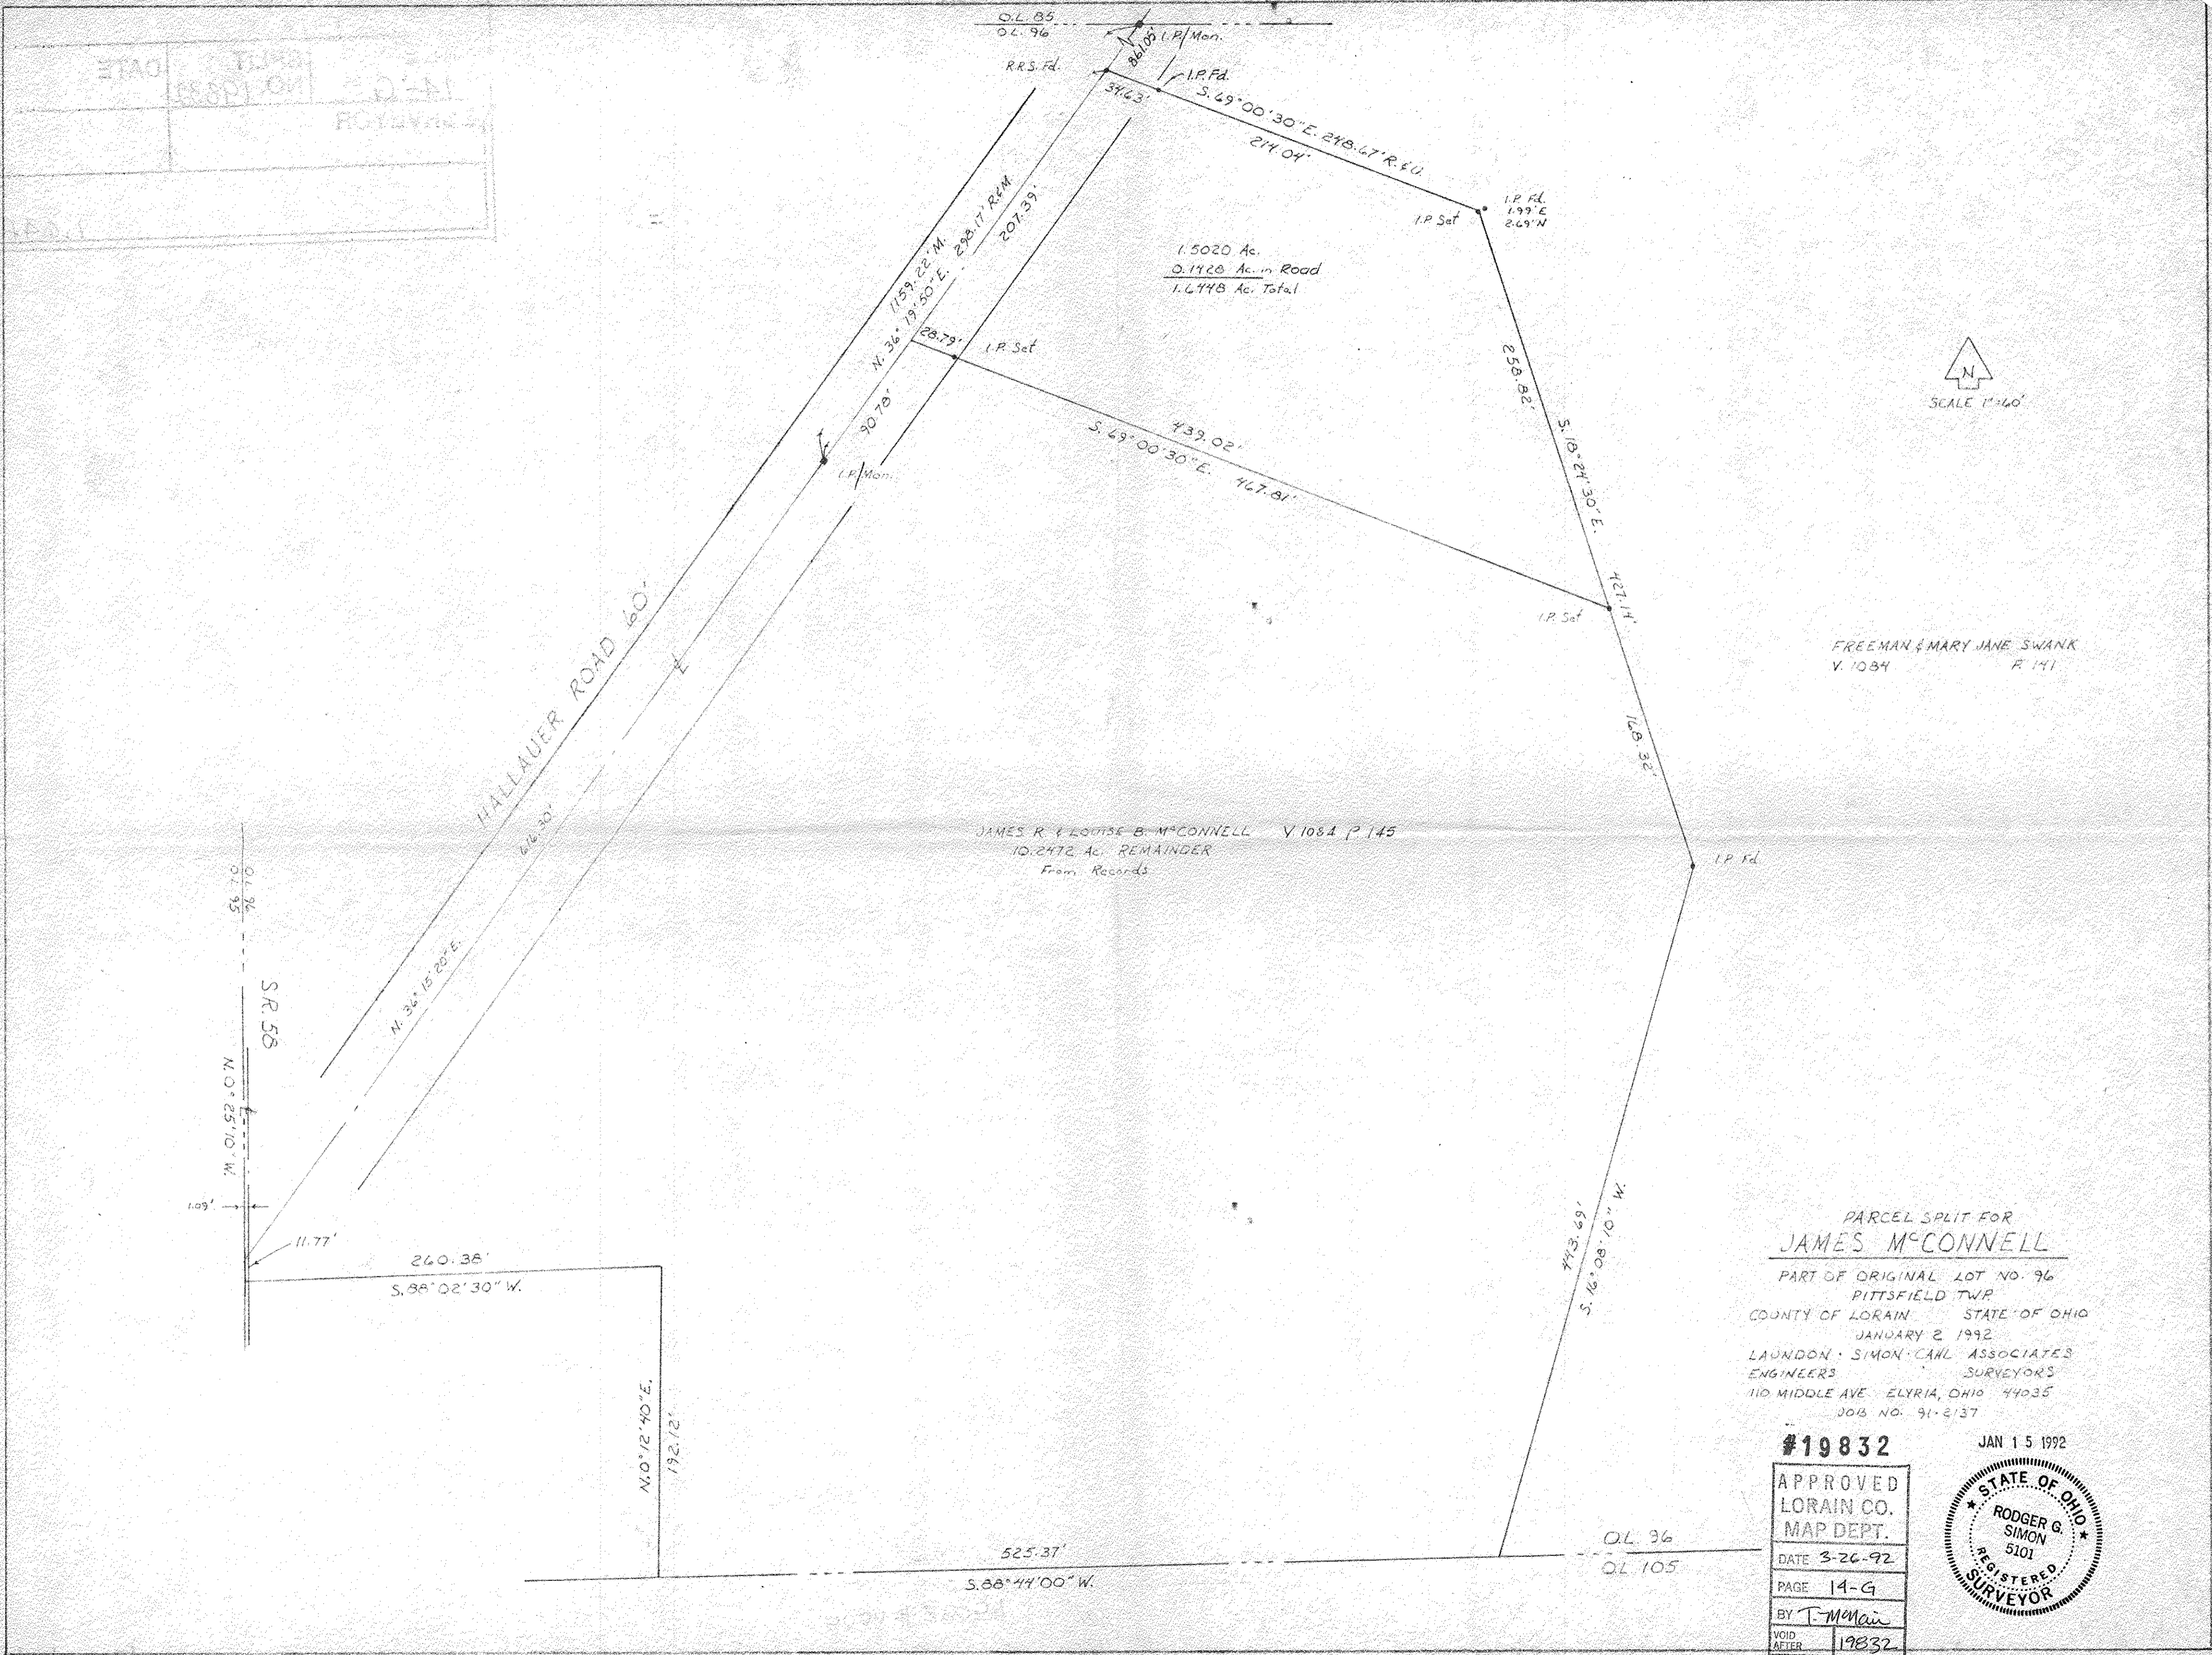 O.L. 85
O.L. 96
I.P./Mon.
861.05'
R.R.S. Fd.
I.P. Fd.
34.63'
S. 69° 00' 30" E. 248.67' R.&U.
214.04'
I.P. Set
I.P. Fd.
1.99' E
2.69' N
1.5020 Ac.
0.1428 Ac. in Road
1.6448 Ac. Total
1159.22' M.
N. 36° 19' 50" E. 298.17' R&M.
207.39'
28.79'
I.P. Set
90.78'
I.P./Mon.
439.02'
S. 69° 00' 30" E. 467.81'
258.82'
S. 18° 24' 30" E.
427.14'
I.P. Set
168.32'
N
SCALE 1"=60'
FREEMAN & MARY JANE SWANK
V. 1084 P. 141
HALLAUER ROAD 60'
616.30'
N. 36° 15' 20" E.
JAMES R. & LOUISE B. McCONNELL V. 1084 P. 145
10.2472 Ac. REMAINDER
From Records
I.P. Fd.
O.L. 96
O.L. 95
S.R. 58
N. 0° 25' 10" W.
1.09'
11.77'
260.38'
S. 88° 02' 30" W.
N. 0° 12' 40" E.
192.12'
443.69'
S. 16° 08' 10" W.
525.37'
S. 88° 44' 00" W.
O.L. 96
O.L. 105
PARCEL SPLIT FOR
JAMES McCONNELL
PART OF ORIGINAL LOT NO. 96
PITTSFIELD TWP.
COUNTY OF LORAIN STATE OF OHIO
JANUARY 2 1992
LAUNDON · SIMON · CAHL ASSOCIATES
ENGINEERS · SURVEYORS
110 MIDDLE AVE ELYRIA, OHIO 44035
JOB NO. 91-2137
#19832
JAN 15 1992
APPROVED
LORAIN CO.
MAP DEPT.
DATE 3-26-92
PAGE 14-G
BY T. McNair
VOID
AFTER 19832
STATE OF OHIO
RODGER G.
SIMON
5101
REGISTERED
SURVEYOR
SPLIT
NO. 19832
DATE
14-G
SURVEYOR